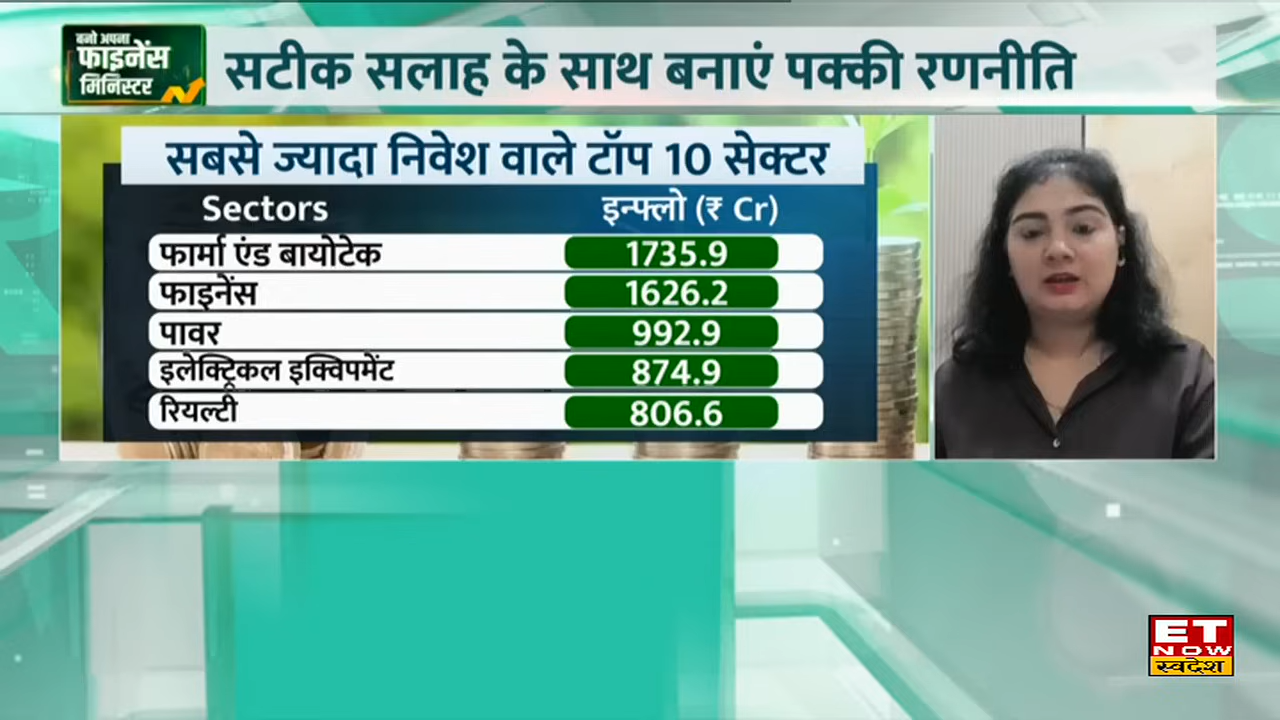 बनो अपना
फाइनेंस
मिनिस्टर
सटीक सलाह के साथ बनाएं पक्की रणनीति
सबसे ज्यादा निवेश वाले टॉप 10 सेक्टर
Sectors इन्फ्लो (₹ Cr)
फार्मा एंड बायोटेक 1735.9
फाइनेंस 1626.2
पावर 992.9
इलेक्ट्रिकल इक्विपमेंट 874.9
रियल्टी 806.6
ET
NOW
स्वदेश